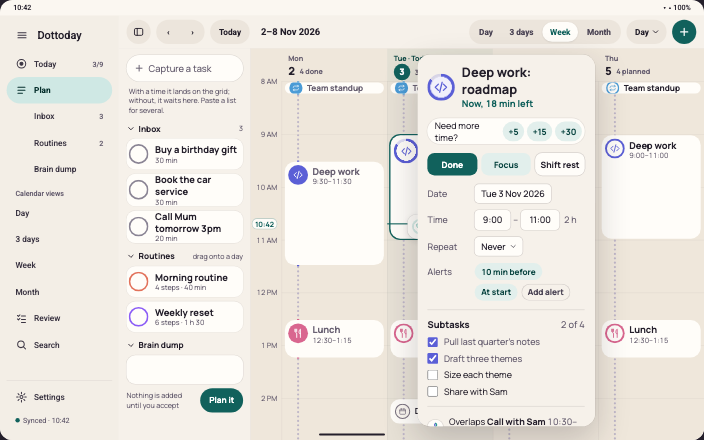 10:42
100%
Dottoday
Today
3/9
Plan
Inbox
3
Routines
2
Brain dump
Calendar views
Day
3 days
Week
Month
Review
Search
Settings
Synced · 10:42
Today
2–8 Nov 2026
Day
3 days
Week
Month
Day
+ Capture a task
With a time it lands on the grid;
without, it waits here. Paste a list
for several.
Inbox
3
Buy a birthday gift
30 min
Book the car
service
30 min
Call Mum
tomorrow 3pm
20 min
Routines
drag onto a day
Morning routine
4 steps · 40 min
Weekly reset
6 steps · 1 h 30
Brain dump
Nothing is added
until you accept
Plan it
8 AM
9 AM
10 AM
10:42
11 AM
12 PM
1 PM
2 PM
Mon
2 4 done
Team standup
Deep work
9:30–11:30
Lunch
12:30–1:15
3
Deep work:
roadmap
Now, 18 min left
Need more
time?
+5
+15
+30
Done
Focus
Shift rest
Date
Tue 3 Nov 2026
Time
9:00
–
11:00
2 h
Repeat
Never
Alerts
10 min before
At start
Add alert
Subtasks
2 of 4
Pull last quarter's notes
Draft three themes
Size each theme
Share with Sam
Overlaps Call with Sam 10:30–
Thu
5 4 planned
Team standup
Deep work
9:00–11:00
Lunch
12:30–1:15